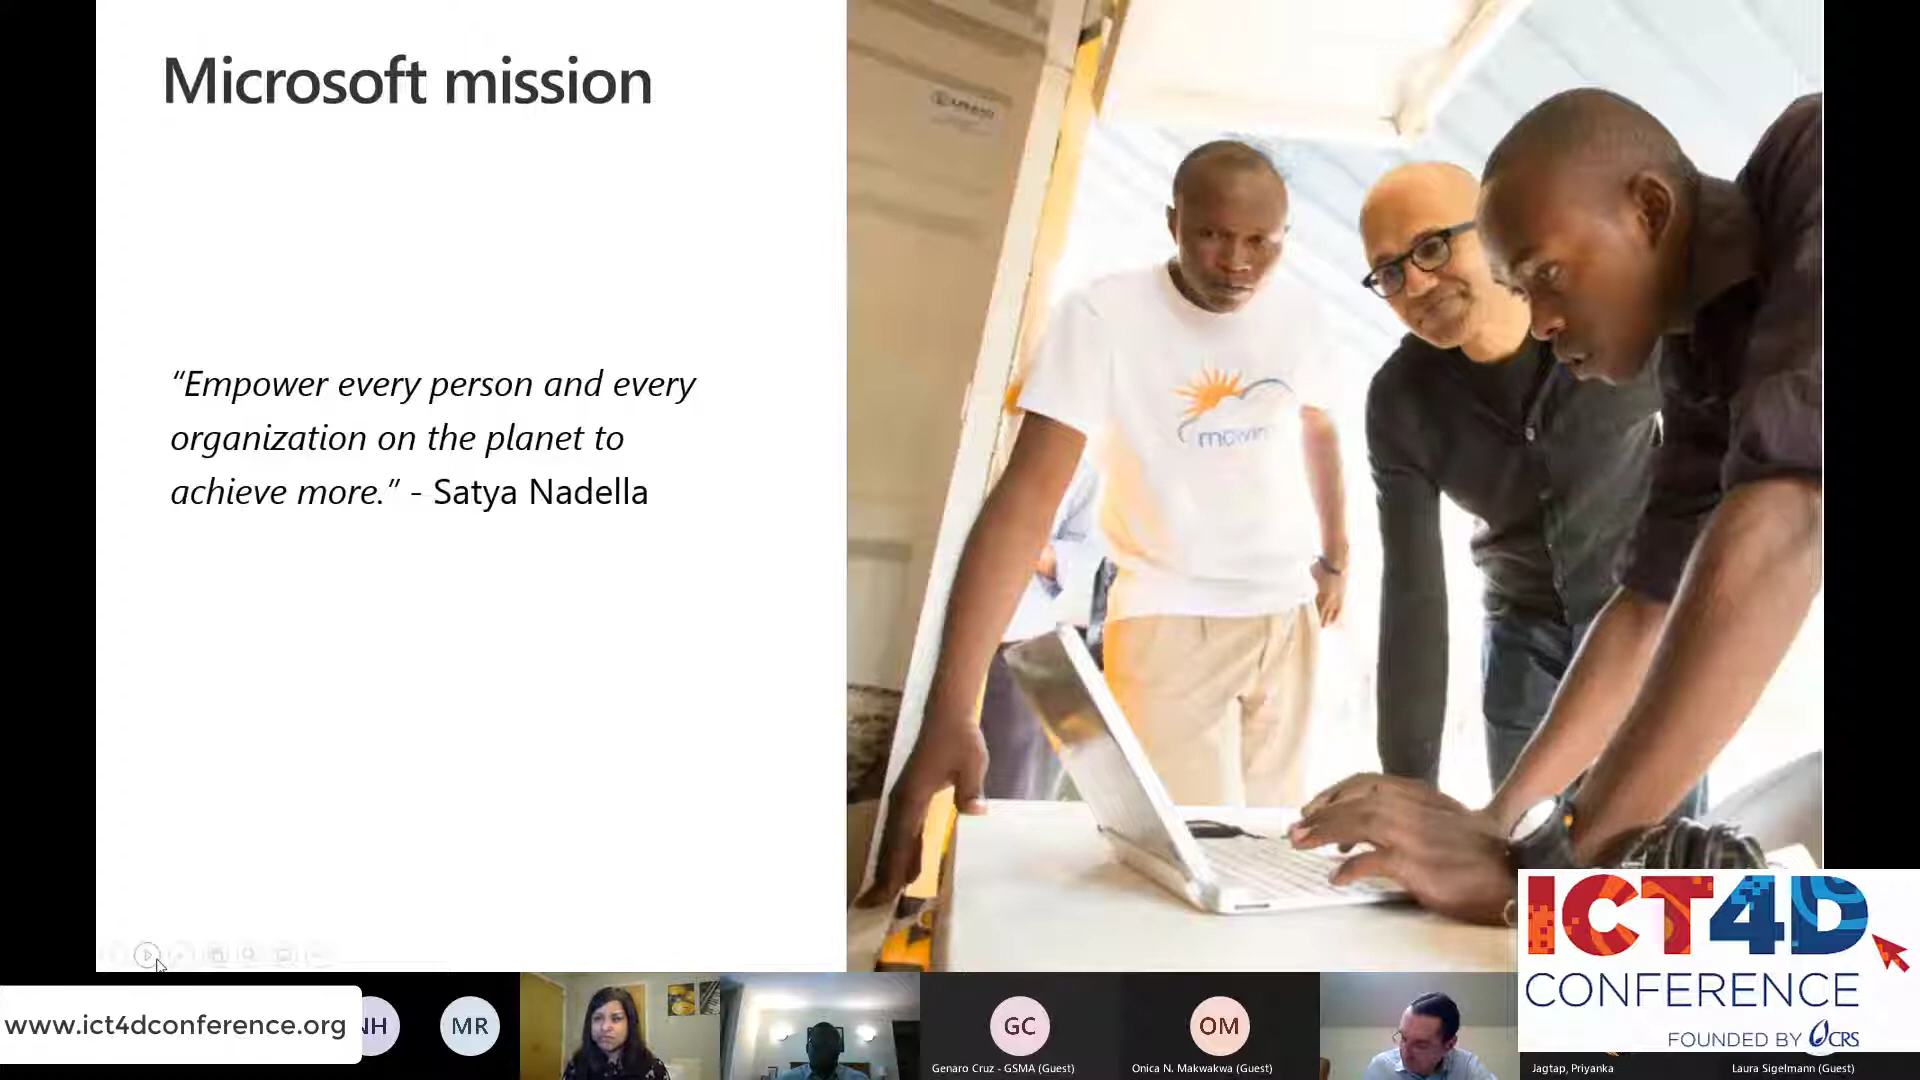 Microsoft mission
“Empower every person and every
organization on the planet to
achieve more.” - Satya Nadella
ICT4D
CONFERENCE
FOUNDED BY CRS
www.ict4dconference.org
NH
MR
GC
OM
Genaro Cruz - GSMA (Guest)
Onica N. Makwakwa (Guest)
Jagtap, Priyanka
Laura Sigelmann (Guest)